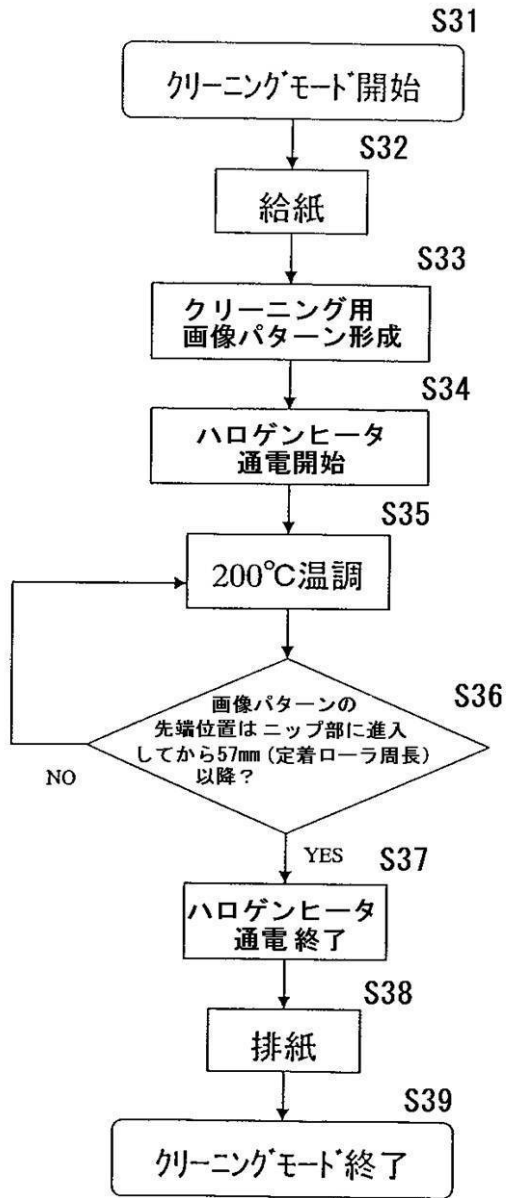 S31
クリーニングモード開始
S32
給紙
S33
クリーニング用
画像パターン形成
S34
ハロゲンヒータ
通電開始
S35
200℃温調
S36
画像パターンの
先端位置は ニップ部に進入
してから57mm (定着ローラ周長)
以降？
NO
YES
S37
ハロゲンヒータ
通電 終了
S38
排紙
S39
クリーニングモード終了